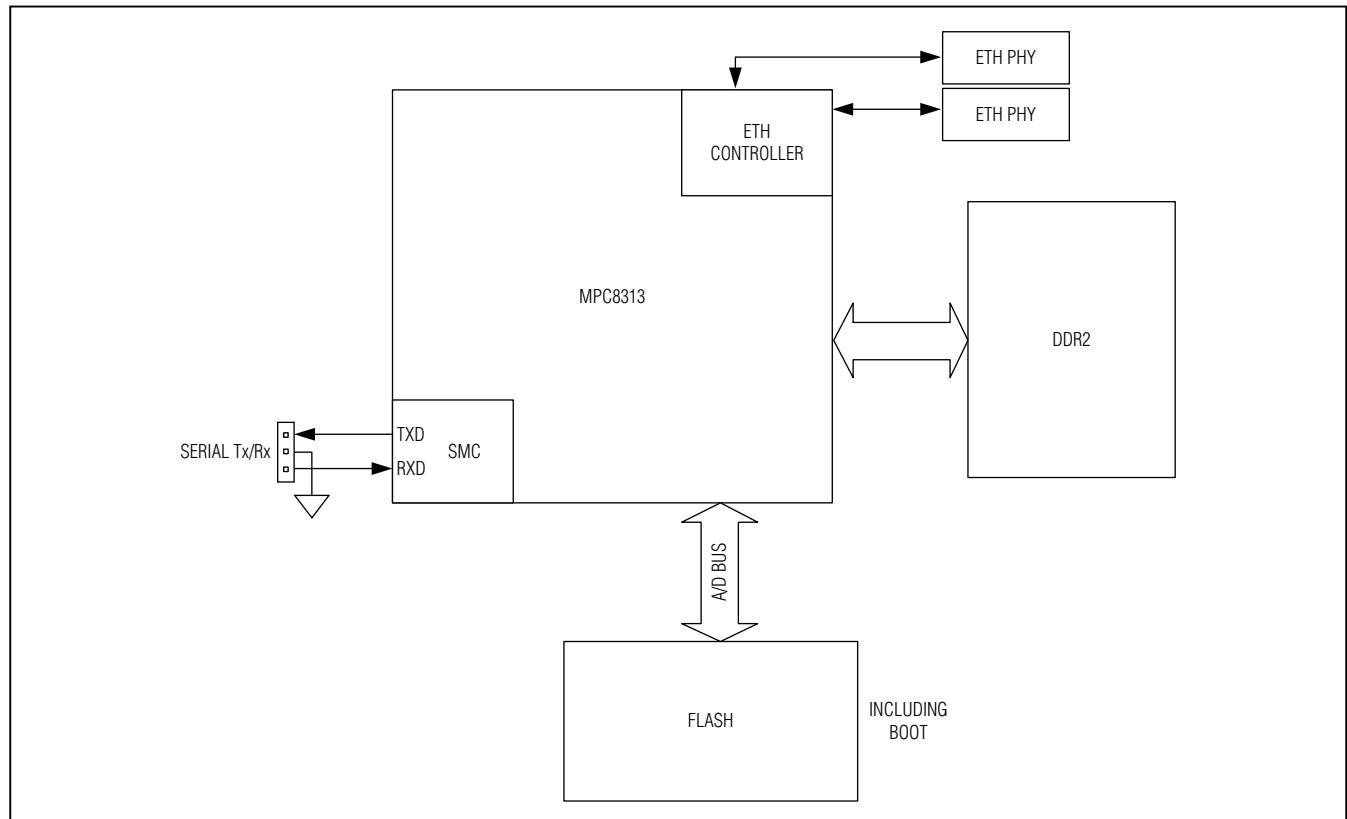 ETH PHY
ETH PHY
ETH
CONTROLLER
MPC8313
DDR2
SERIAL Tx/Rx
TXD
RXD
SMC
A/D BUS
FLASH
INCLUDING
BOOT